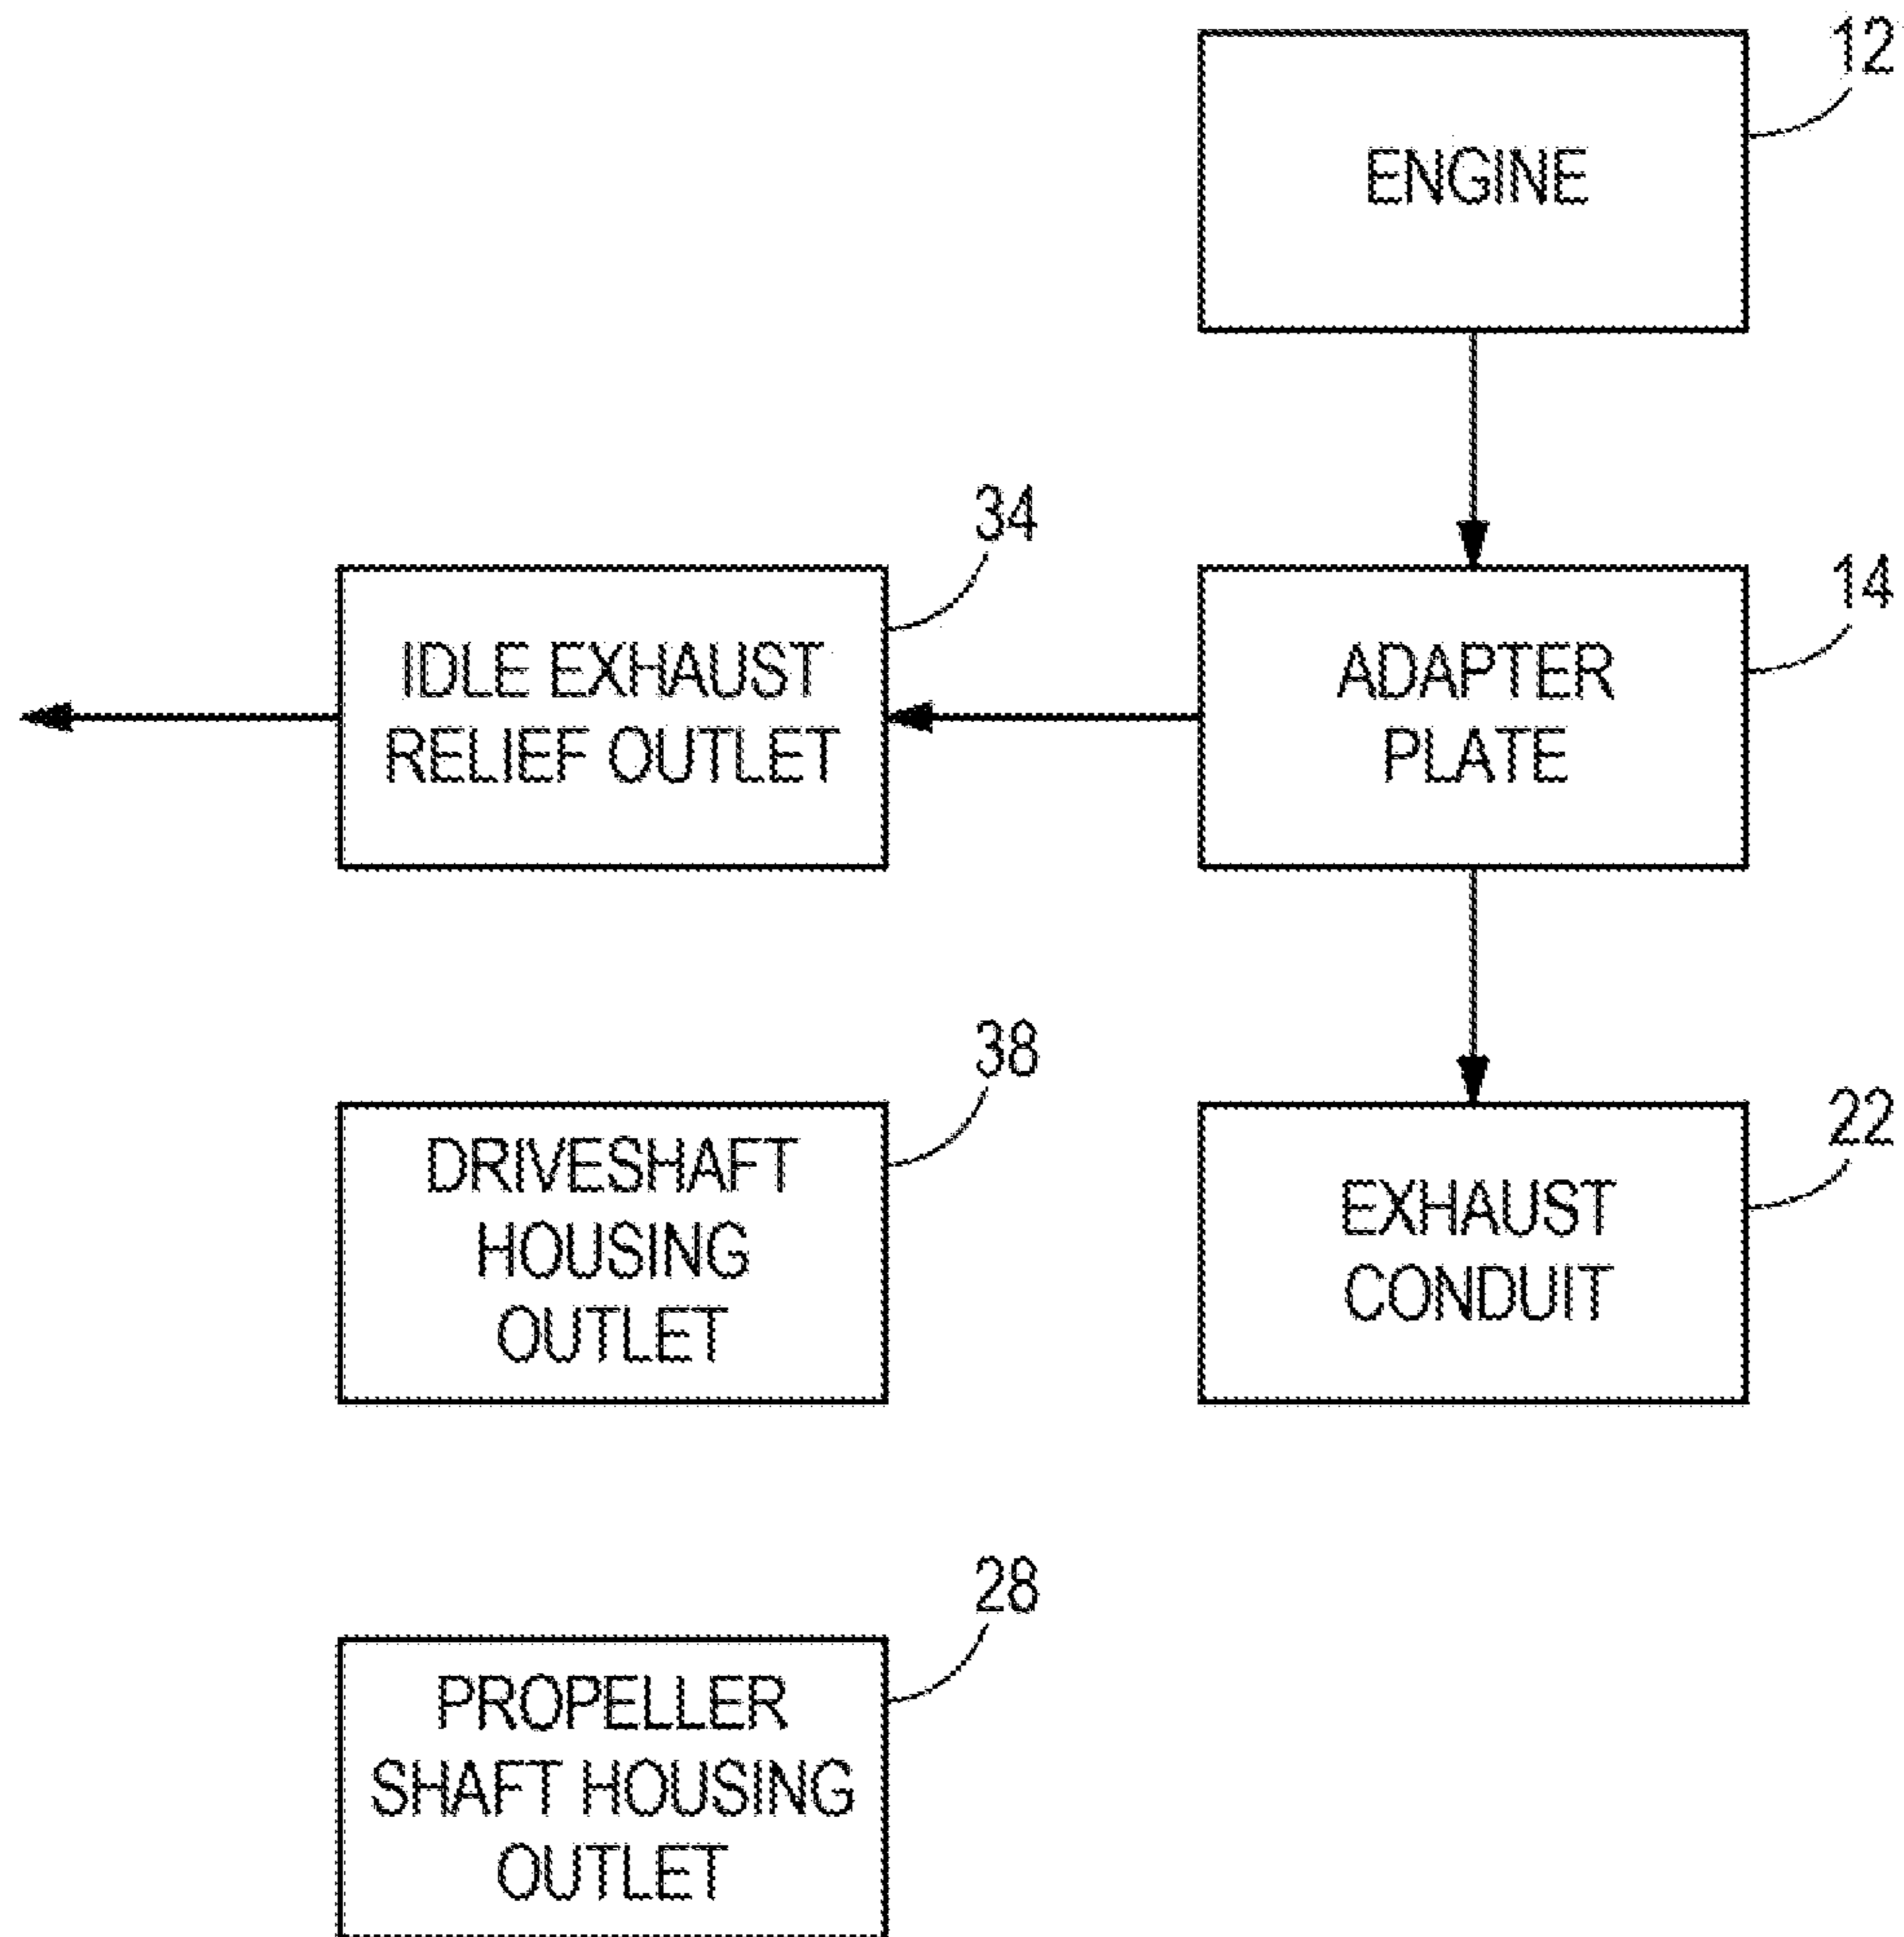 12
ENGINE
34
IDLE EXHAUST
RELIEF OUTLET
14
ADAPTER
PLATE
38
DRIVESHAFT
HOUSING
OUTLET
22
EXHAUST
CONDUIT
28
PROPELLER
SHAFT HOUSING
OUTLET